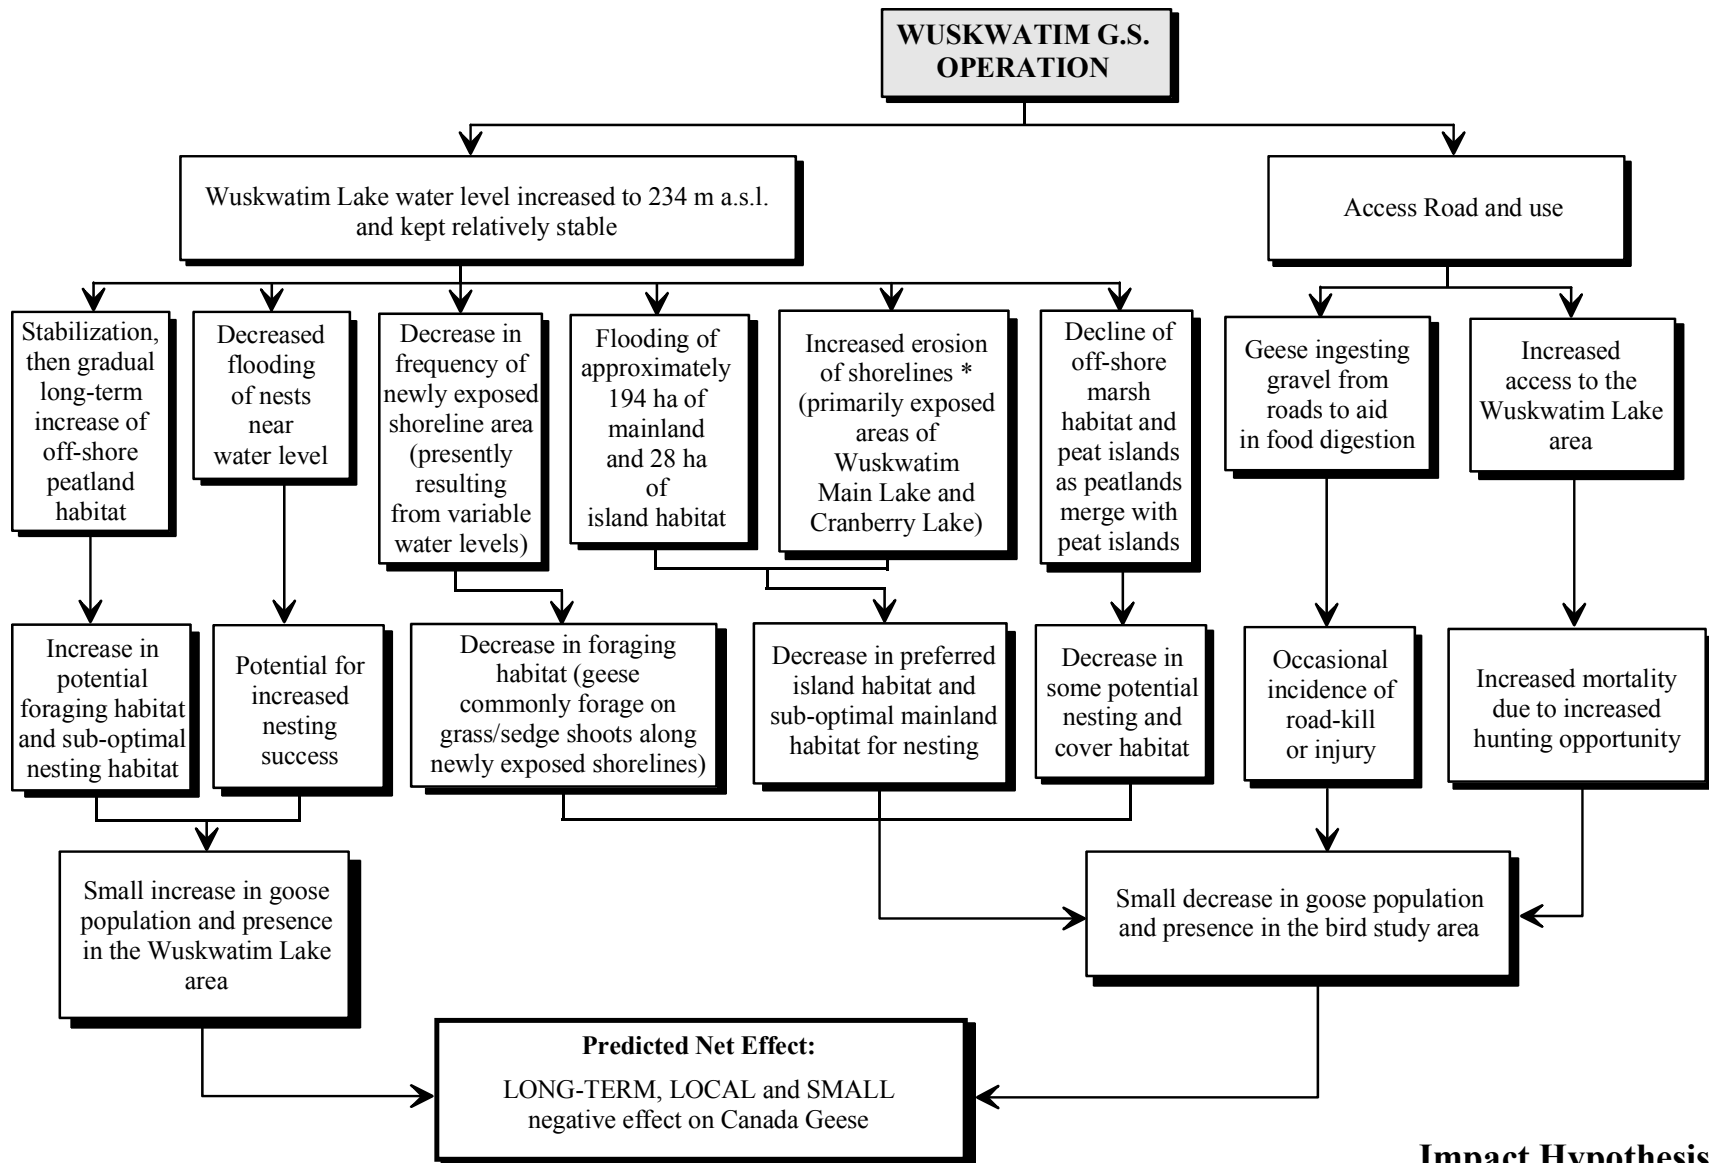 WUSKWATIM G.S.
OPERATION
Wuskwatim Lake water level increased to 234 m a.s.l.
and kept relatively stable
Access Road and use
Stabilization,
then gradual
long-term
increase of
off-shore
peatland
habitat
Decreased
flooding
of nests
near
water level
Decrease in
frequency of
newly exposed
shoreline area
(presently
resulting
from variable
water levels)
Flooding of
approximately
194 ha of
mainland
and 28 ha
of
island habitat
Increased erosion
of shorelines *
(primarily exposed
areas of
Wuskwatim
Main Lake and
Cranberry Lake)
Decline of
off-shore
marsh
habitat and
peat islands
as peatlands
merge with
peat islands
Geese ingesting
gravel from
roads to aid
in food digestion
Increased
access to the
Wuskwatim Lake
area
Increase in
potential
foraging habitat
and sub-optimal
nesting habitat
Potential for
increased
nesting
success
Decrease in foraging
habitat (geese
commonly forage on
grass/sedge shoots along
newly exposed shorelines)
Decrease in preferred
island habitat and
sub-optimal mainland
habitat for nesting
Decrease in
some potential
nesting and
cover habitat
Occasional
incidence of
road-kill
or injury
Increased mortality
due to increased
hunting opportunity
Small increase in goose
population and presence
in the Wuskwatim Lake
area
Small decrease in goose population
and presence in the bird study area
Predicted Net Effect:
LONG-TERM, LOCAL and SMALL
negative effect on Canada Geese
Impact Hypothesis